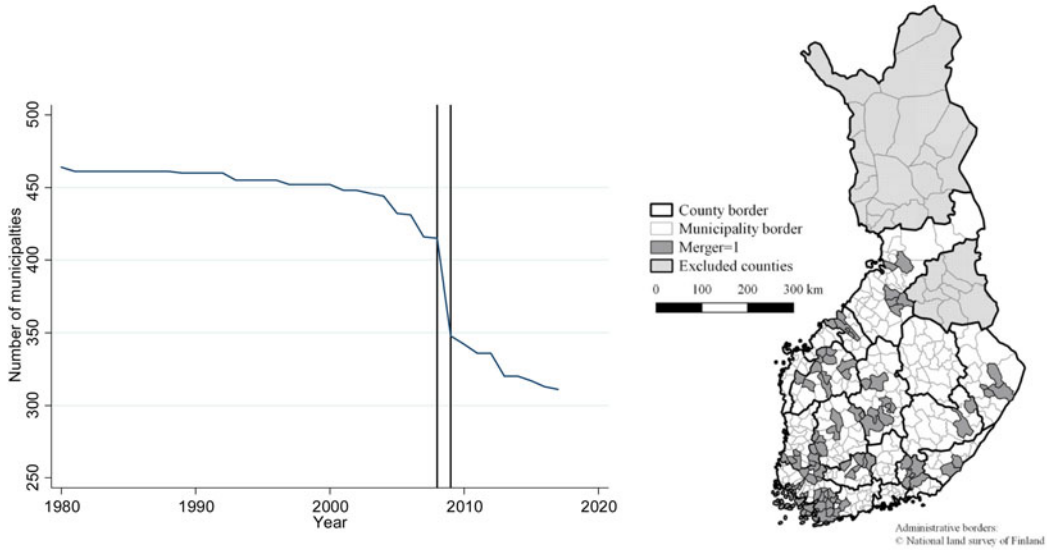 500
450
400
350
300
250
Number of municipalties
1980
1990
2000
2010
2020
Year
County border
Municipality border
Merger=1
Excluded counties
0 100 200 300 km
Administrative borders:
© National land survey of Finland